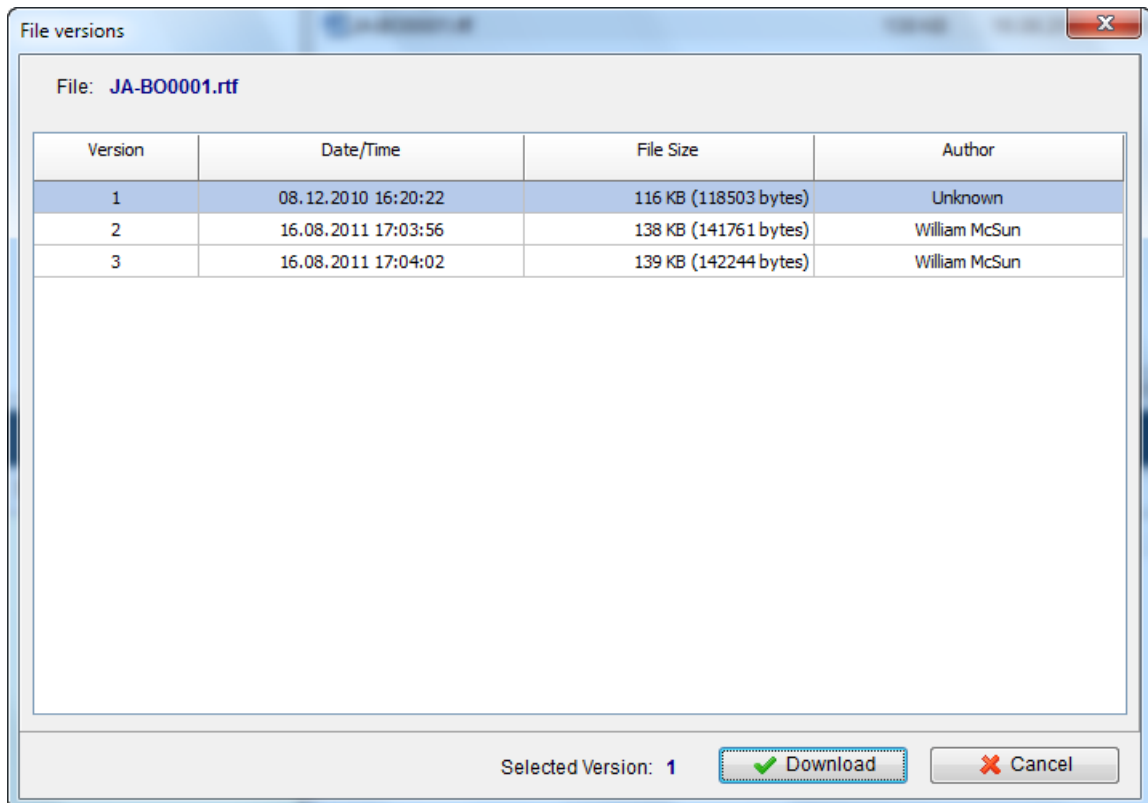 File versions
File: JA-BO0001.rtf
Version Date/Time File Size Author
1 08.12.2010 16:20:22 116 KB (118503 bytes) Unknown
2 16.08.2011 17:03:56 138 KB (141761 bytes) William McSun
3 16.08.2011 17:04:02 139 KB (142244 bytes) William McSun
Selected Version: 1 Download Cancel